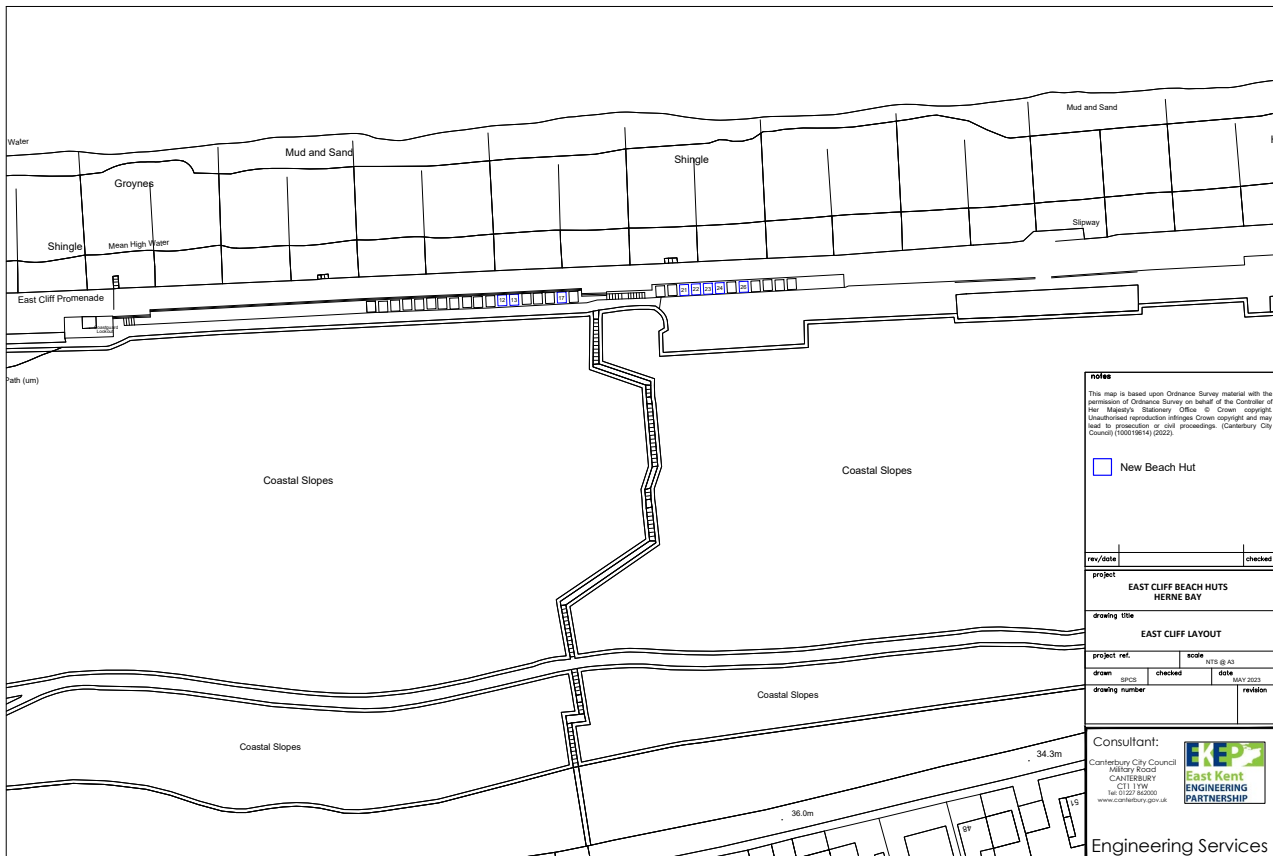 Mud and Sand
Water
Mud and Sand
Shingle
Groynes
Slipway
Shingle
Mean High Water
East Cliff Promenade
12 13 17 21 22 23 24 26
Coastguard
Lookout
Path (um)
Coastal Slopes
Coastal Slopes
Coastal Slopes
Coastal Slopes
34.3m
36.0m
51
48
notes
This map is based upon Ordnance Survey material with the
permission of Ordnance Survey on behalf of the Controller of
Her Majesty's Stationery Office © Crown copyright.
Unauthorised reproduction infringes Crown copyright and may
lead to prosecution or civil proceedings. (Canterbury City
Council) (100019614) (2022).
New Beach Hut
rev/date checked
project
EAST CLIFF BEACH HUTS
HERNE BAY
drawing title
EAST CLIFF LAYOUT
project ref. scale
NTS @ A3
drawn checked date
SPCS MAY 2023
drawing number revision
Consultant:
Canterbury City Council
Military Road
CANTERBURY
CT1 1YW
Tel: 01227 862000
www.canterbury.gov.uk
EKEP
East Kent
ENGINEERING
PARTNERSHIP
Engineering Services